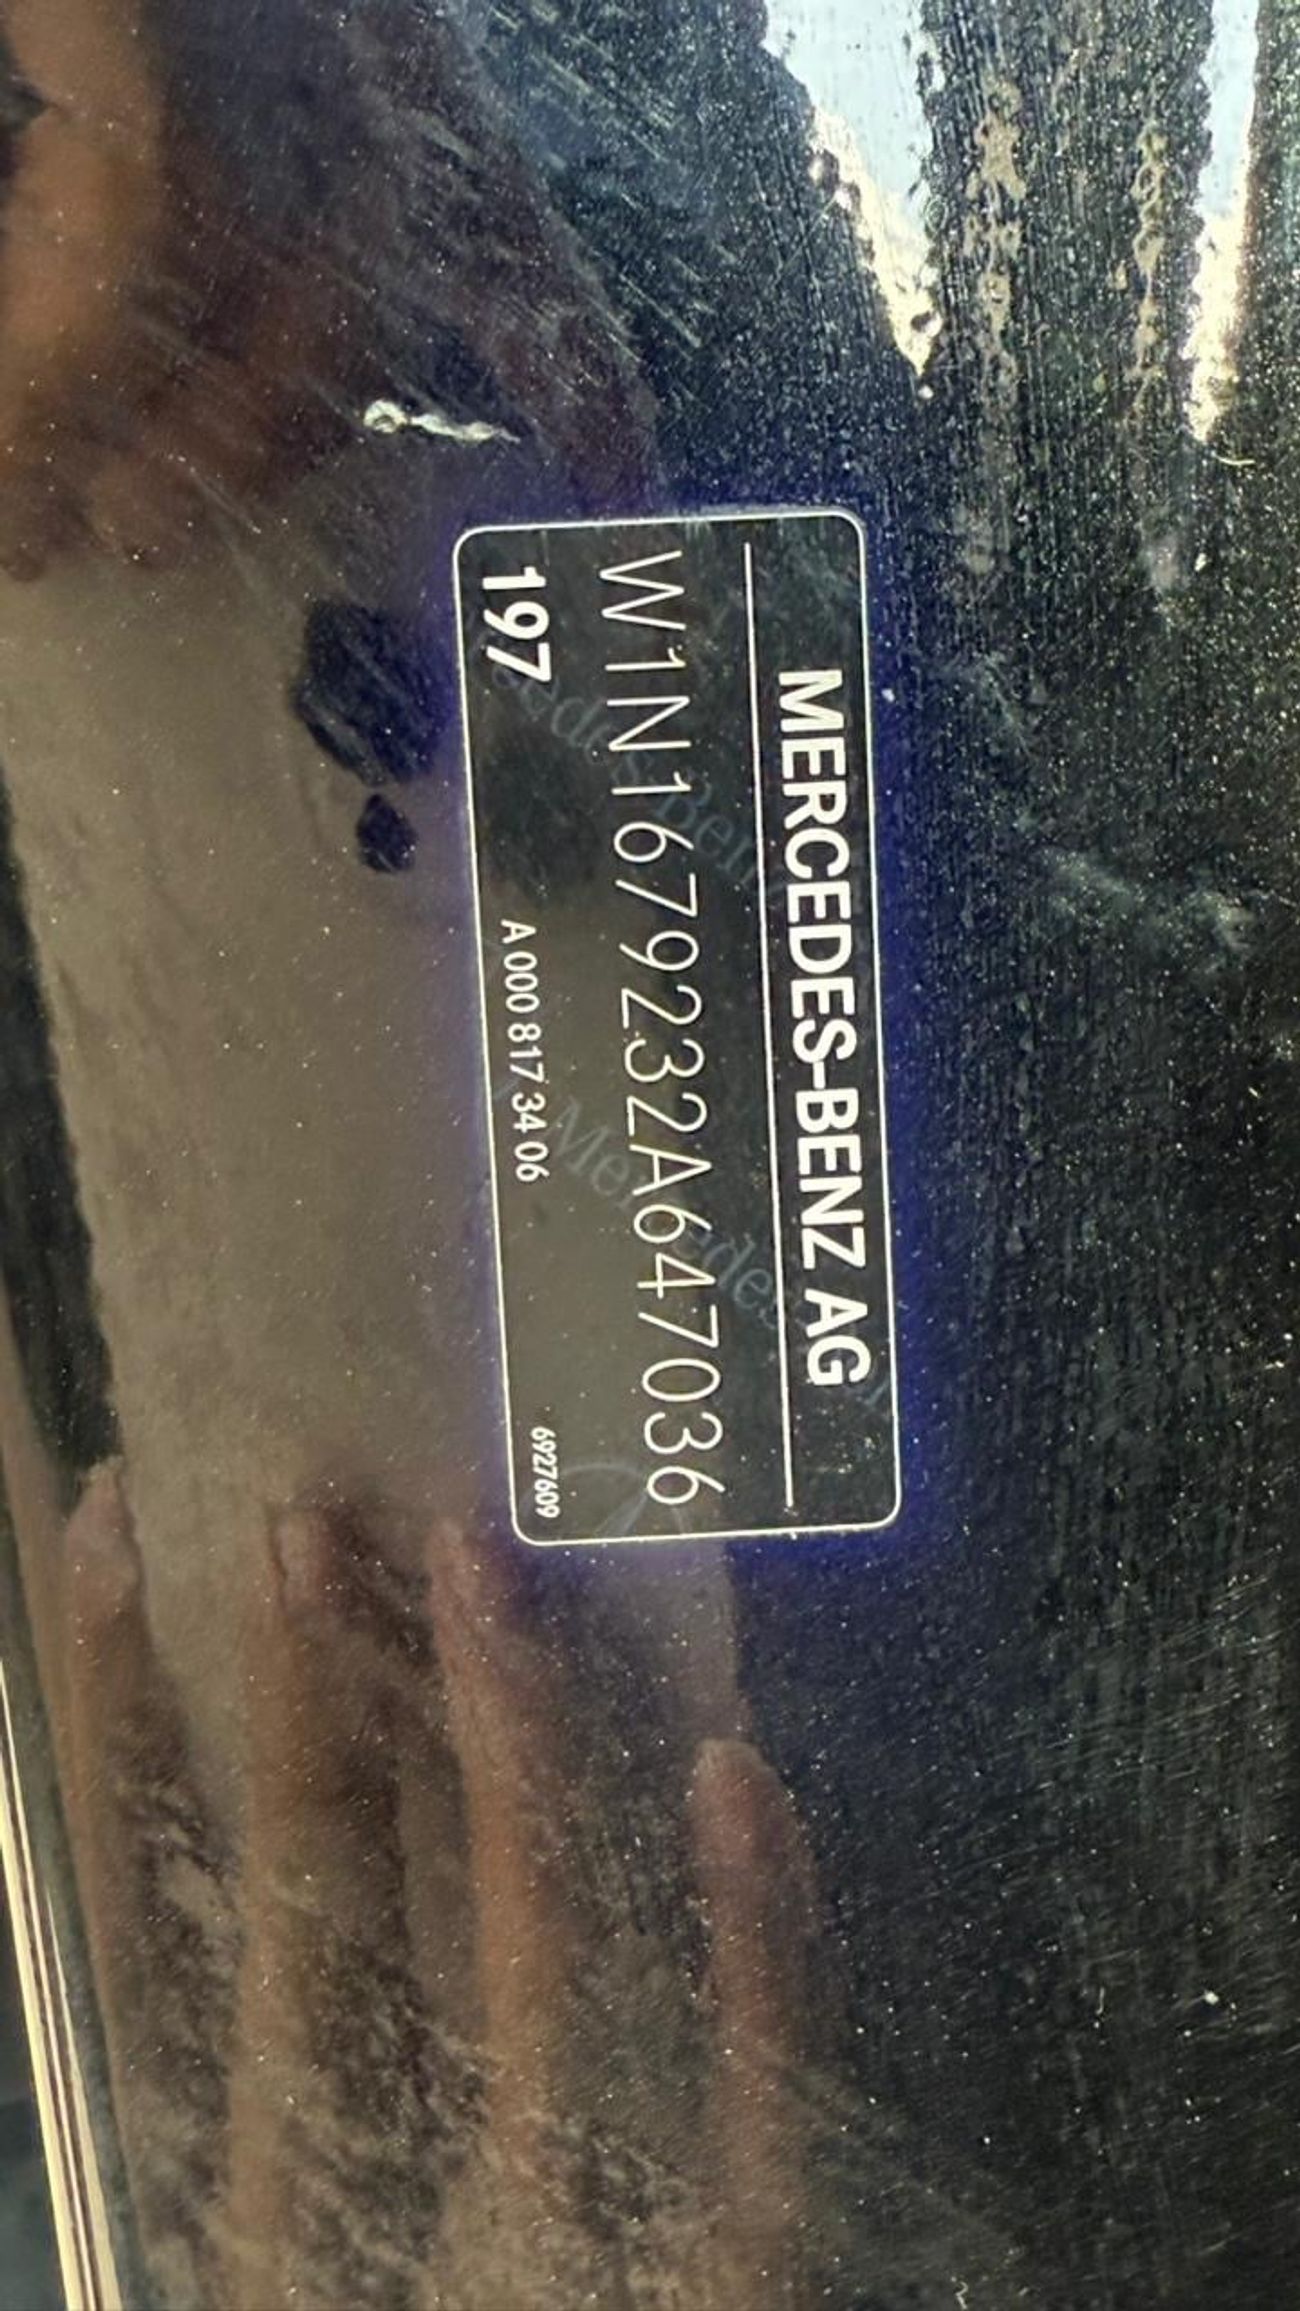 MERCEDES-BENZ AG
W1N1679232A647036
197 A 000 817 34 06 6927609